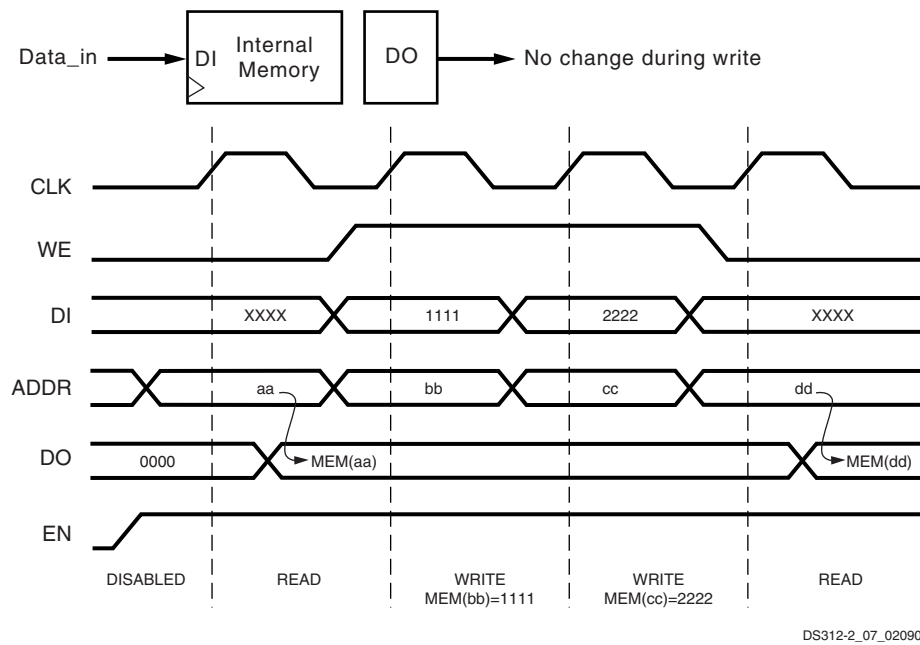 Data_in
DI
Internal
Memory
DO
No change during write
CLK
WE
DI XXXX 1111 2222 XXXX
ADDR aa bb cc dd
DO 0000 MEM(aa) MEM(dd)
EN
DISABLED READ WRITE WRITE READ
MEM(bb)=1111 MEM(cc)=2222
DS312-2_07_02090